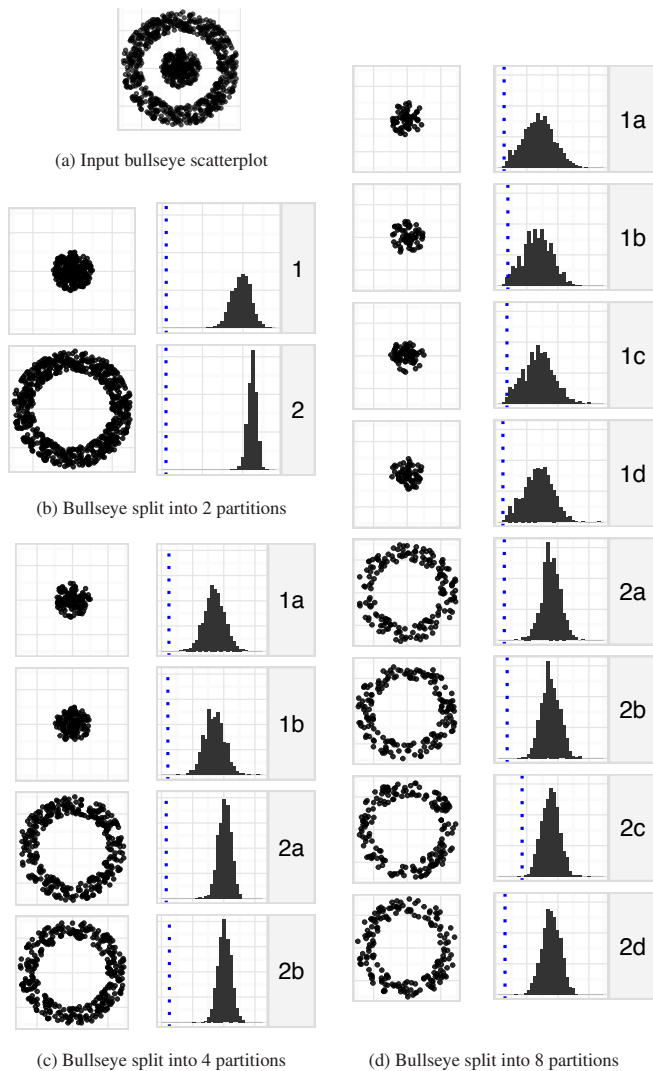 (a) Input bullseye scatterplot
1
2
(b) Bullseye split into 2 partitions
1a
1b
2a
2b
(c) Bullseye split into 4 partitions
1a
1b
1c
1d
2a
2b
2c
2d
(d) Bullseye split into 8 partitions